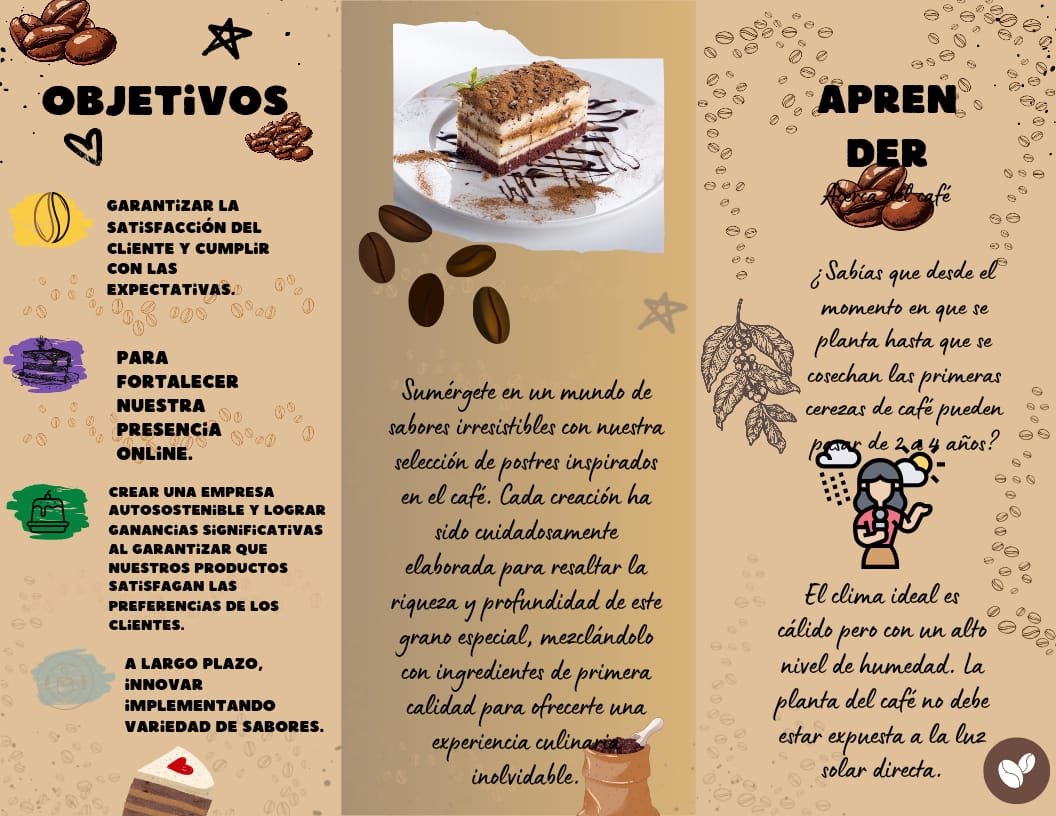 OBJETiVOS
GARANTiZAR LA
SATiSFACCiÓN DEL
CLiENTE Y CUMPLiR
CON LAS
EXPECTATiVAS.
PARA
FORTALECER
NUESTRA
PRESENCiA
ONLiNE.
CREAR UNA EMPRESA
AUTOSOSTENiBLE Y LOGRAR
GANANCiAS SiGNiFiCATiVAS
AL GARANTiZAR QUE
NUESTROS PRODUCTOS
SATiSFAGAN LAS
PREFERENCiAS DE LOS
CLiENTES.
A LARGO PLAZO,
iNNOVAR
iMPLEMENTANDO
VARiEDAD DE SABORES.
Sumérgete en un mundo de
sabores irresistibles con nuestra
selección de postres inspirados
en el café. Cada creación ha
sido cuidadosamente
elaborada para resaltar la
riqueza y profundidad de este
grano especial, mezclándolo
con ingredientes de primera
calidad para ofrecerte una
experiencia culinaria
inolvidable.
APREN
DER
Acerca del café
¿Sabías que desde el
momento en que se
planta hasta que se
cosechan las primeras
cerezas de café pueden
pasar de 2 a 4 años?
El clima ideal es
cálido pero con un alto
nivel de humedad. La
planta del café no debe
estar expuesta a la luz
solar directa.